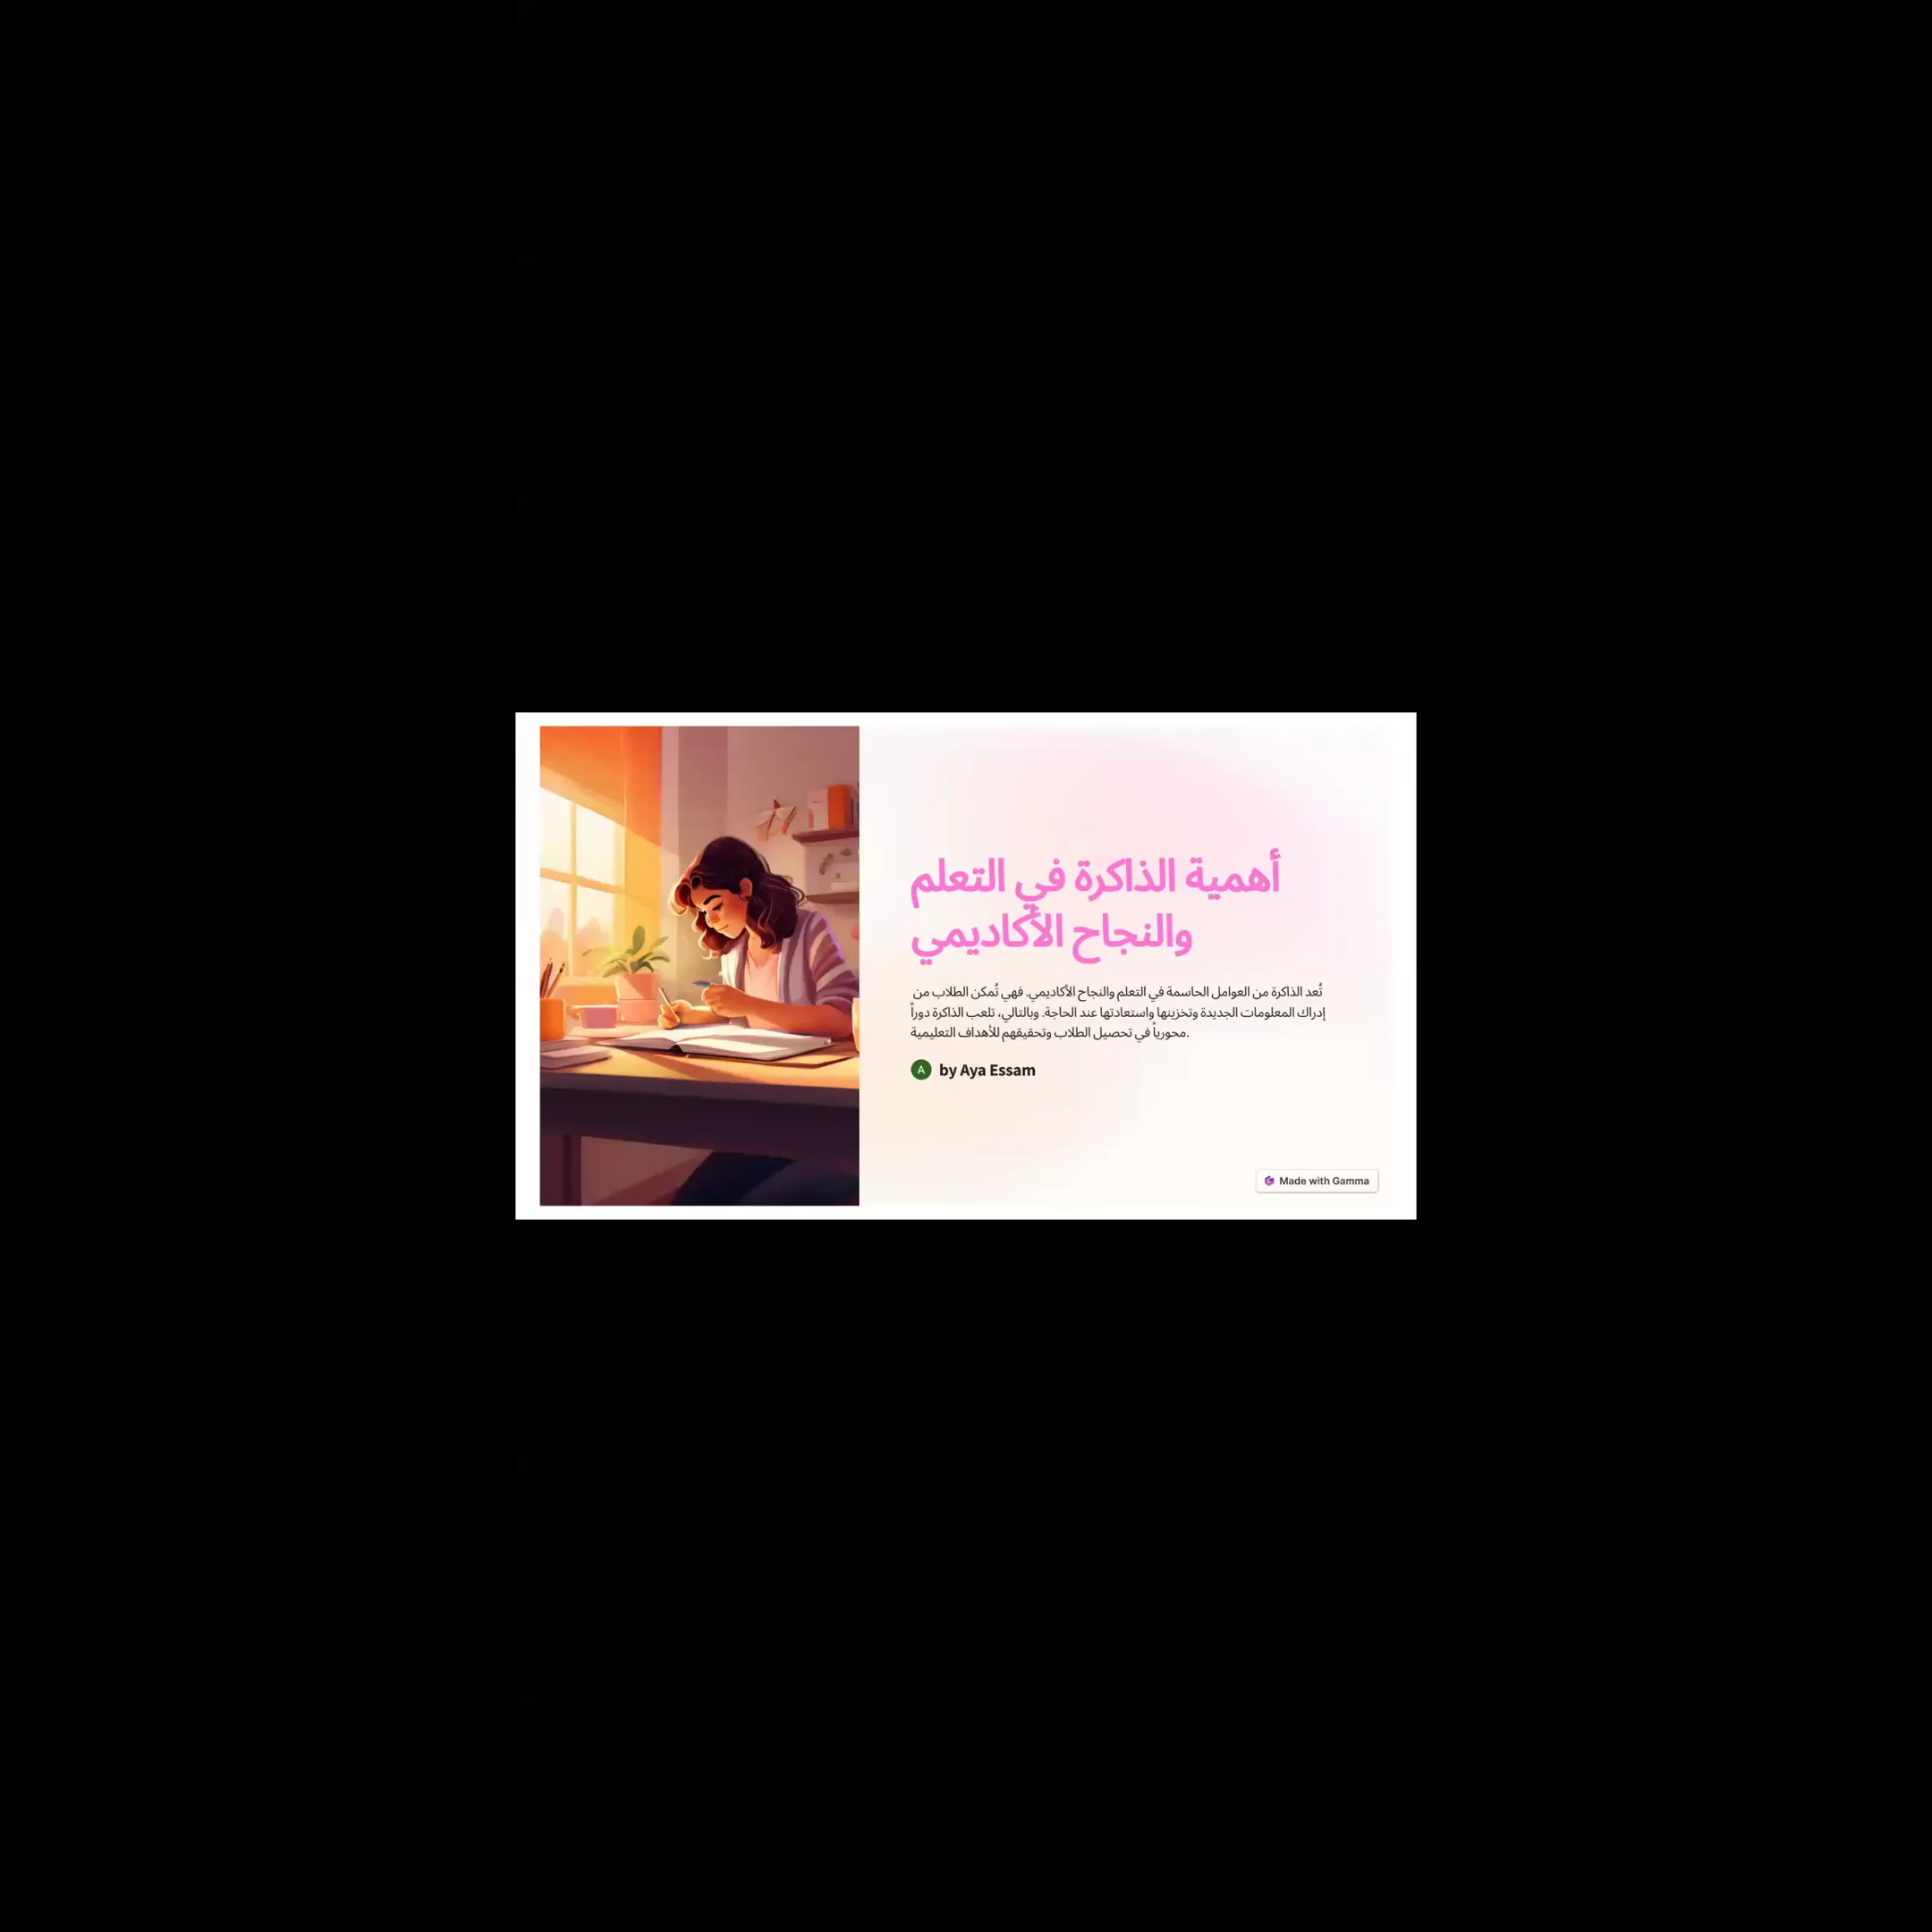 أهمية الذاكرة في التعلم
والنجاح الأكاديمي
تُعد الذاكرة من العوامل الحاسمة في التعلم والنجاح الأكاديمي. فهي تُمكن الطلاب من
إدراك المعلومات الجديدة وتخزينها واستعادتها عند الحاجة. وبالتالي، تلعب الذاكرة دوراً
محورياً في تحصيل الطلاب وتحقيقهم للأهداف التعليمية.
A by Aya Essam
Made with Gamma